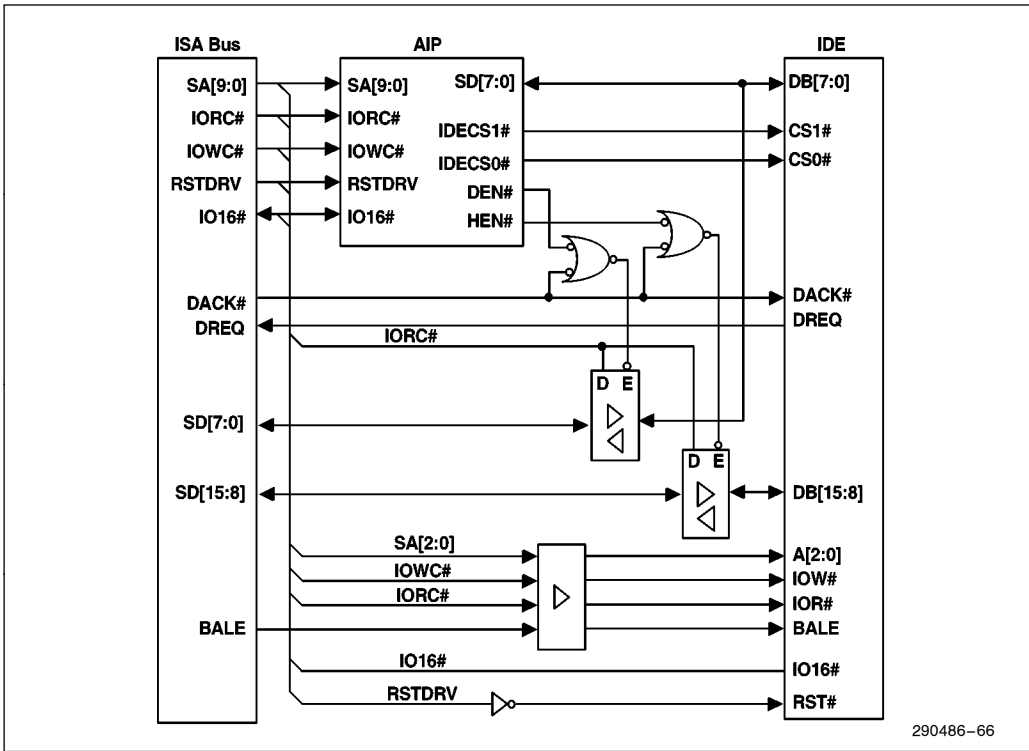 ISA Bus
AIP
IDE
SA[9:0]
SA[9:0]
SD[7:0]
DB[7:0]
IORC#
IORC#
IDECS1#
CS1#
IOWC#
IOWC#
IDECS0#
CS0#
RSTDRV
RSTDRV
DEN#
IO16#
IO16#
HEN#
DACK#
DACK#
DREQ
DREQ
IORC#
D E
SD[7:0]
D E
SD[15:8]
DB[15:8]
SA[2:0]
A[2:0]
IOWC#
IOW#
IORC#
IOR#
BALE
BALE
IO16#
IO16#
RSTDRV
RST#
290486–66